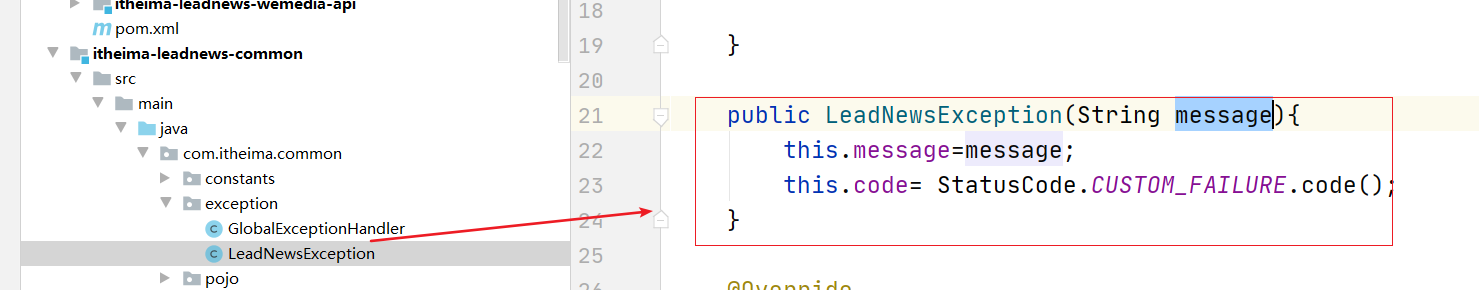 itheima-leadnews-wemedia-api
pom.xml
itheima-leadnews-common
src
main
java
com.itheima.common
constants
exception
GlobalExceptionHandler
LeadNewsException
pojo
18
19 }
20
21 public LeadNewsException(String message){
22 this.message=message;
23 this.code= StatusCode.CUSTOM_FAILURE.code();
24 }
25
26 @Override